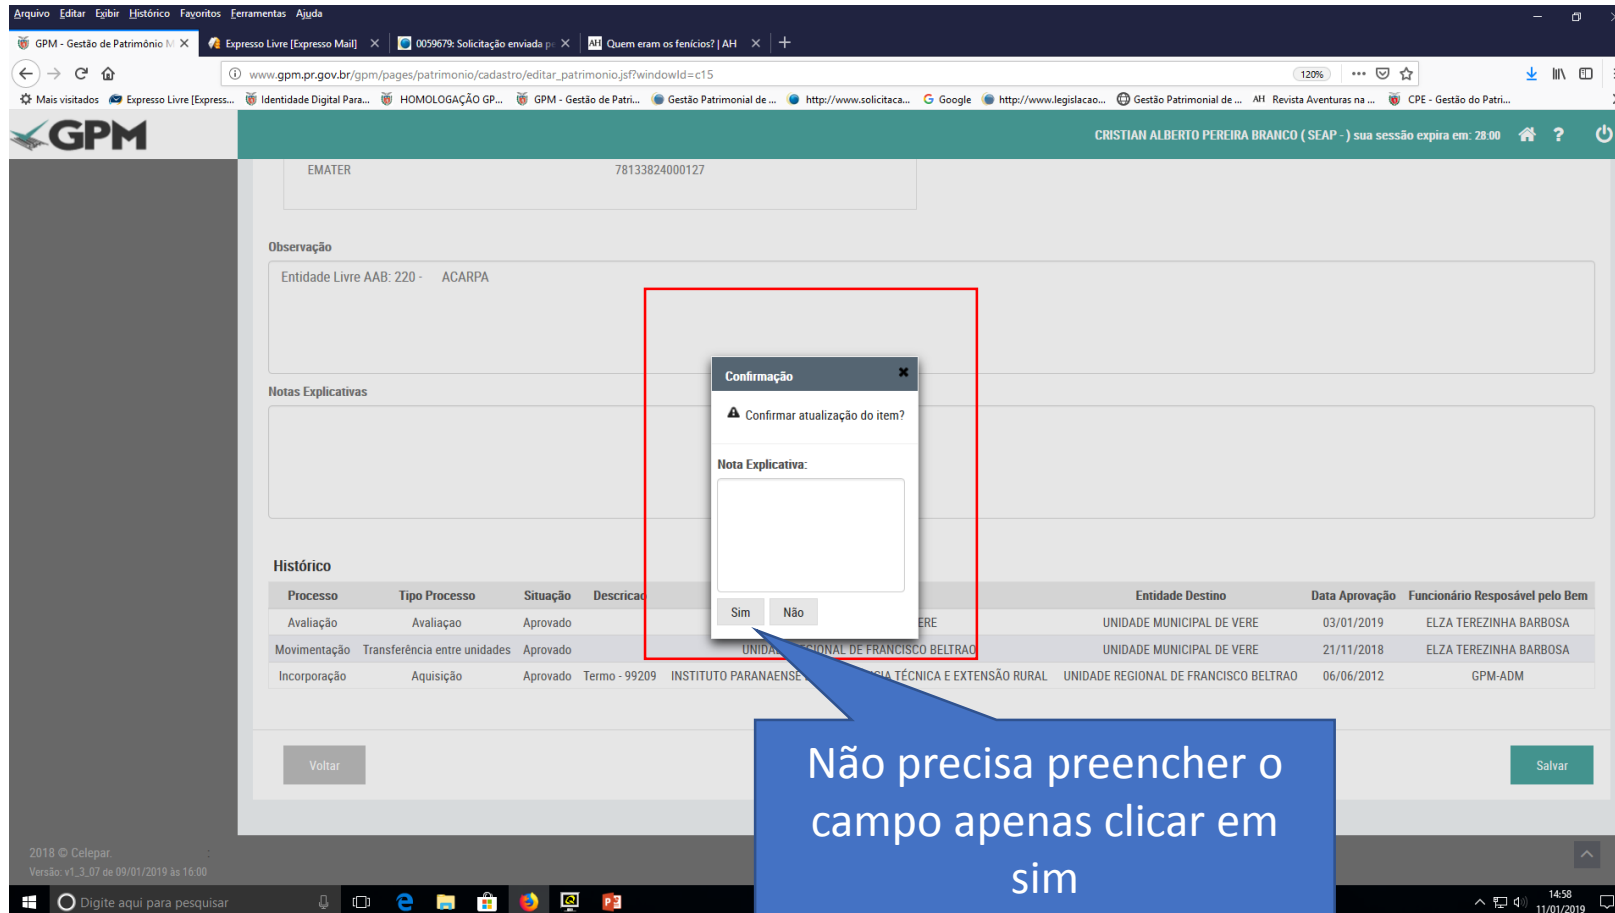 Arquivo Editar Exibir Histórico Favoritos Ferramentas Ajuda
GPM - Gestão de Patrimônio M
Expresso Livre [Expresso Mail]
0059679: Solicitação enviada p
AH Quem eram os fenícios? | AH
www.gpm.pr.gov.br/gpm/pages/patrimonio/cadastro/editar_patrimonio.jsf?windowId=c15
120%
Mais visitados
Expresso Livre [Express...
Identidade Digital Para...
HOMOLOGAÇÃO GP...
GPM - Gestão de Patri...
Gestão Patrimonial de ...
http://www.solicitaca...
G Google
http://www.legislacao...
Gestão Patrimonial de ...
AH Revista Aventuras na ...
CPE - Gestão do Patri...
GPM
CRISTIAN ALBERTO PEREIRA BRANCO ( SEAP - ) sua sessão expira em: 28:00
?
EMATER 78133824000127
Observação
Entidade Livre AAB: 220 - ACARPA
Notas Explicativas
Confirmação
Confirmar atualização do item?
Nota Explicativa:
Sim Não
Histórico
Processo Tipo Processo Situação Descricao Entidade Destino Data Aprovação Funcionário Resposável pelo Bem
Avaliação Avaliaçao Aprovado ERE UNIDADE MUNICIPAL DE VERE 03/01/2019 ELZA TEREZINHA BARBOSA
Movimentação Transferência entre unidades Aprovado UNIDADE REGIONAL DE FRANCISCO BELTRAO UNIDADE MUNICIPAL DE VERE 21/11/2018 ELZA TEREZINHA BARBOSA
Incorporação Aquisição Aprovado Termo - 99209 INSTITUTO PARANAENSE TÉCNICA E EXTENSÃO RURAL UNIDADE REGIONAL DE FRANCISCO BELTRAO 06/06/2012 GPM-ADM
Voltar
Salvar
Não precisa preencher o
campo apenas clicar em
sim
2018 © Celepar.
Versão: v1_3_07 de 09/01/2019 às 16:00
Digite aqui para pesquisar
14:58
11/01/2019